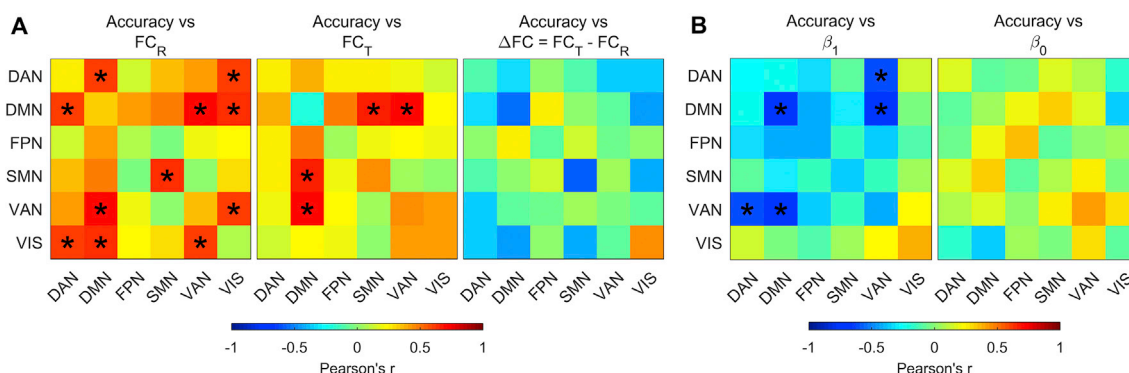 A
Accuracy vs
FC_R
Accuracy vs
FC_T
Accuracy vs
ΔFC = FC_T - FC_R
DAN
DMN
FPN
SMN
VAN
VIS
* *
* * *
*
* *
* * *
* *
*
*
DAN DMN FPN SMN VAN VIS
DAN DMN FPN SMN VAN VIS
DAN DMN FPN SMN VAN VIS
-1 -0.5 0 0.5 1
Pearson's r
B
Accuracy vs
β_1
Accuracy vs
β_0
DAN
DMN
FPN
SMN
VAN
VIS
*
* *
* *
DAN DMN FPN SMN VAN VIS
DAN DMN FPN SMN VAN VIS
-1 -0.5 0 0.5 1
Pearson's r